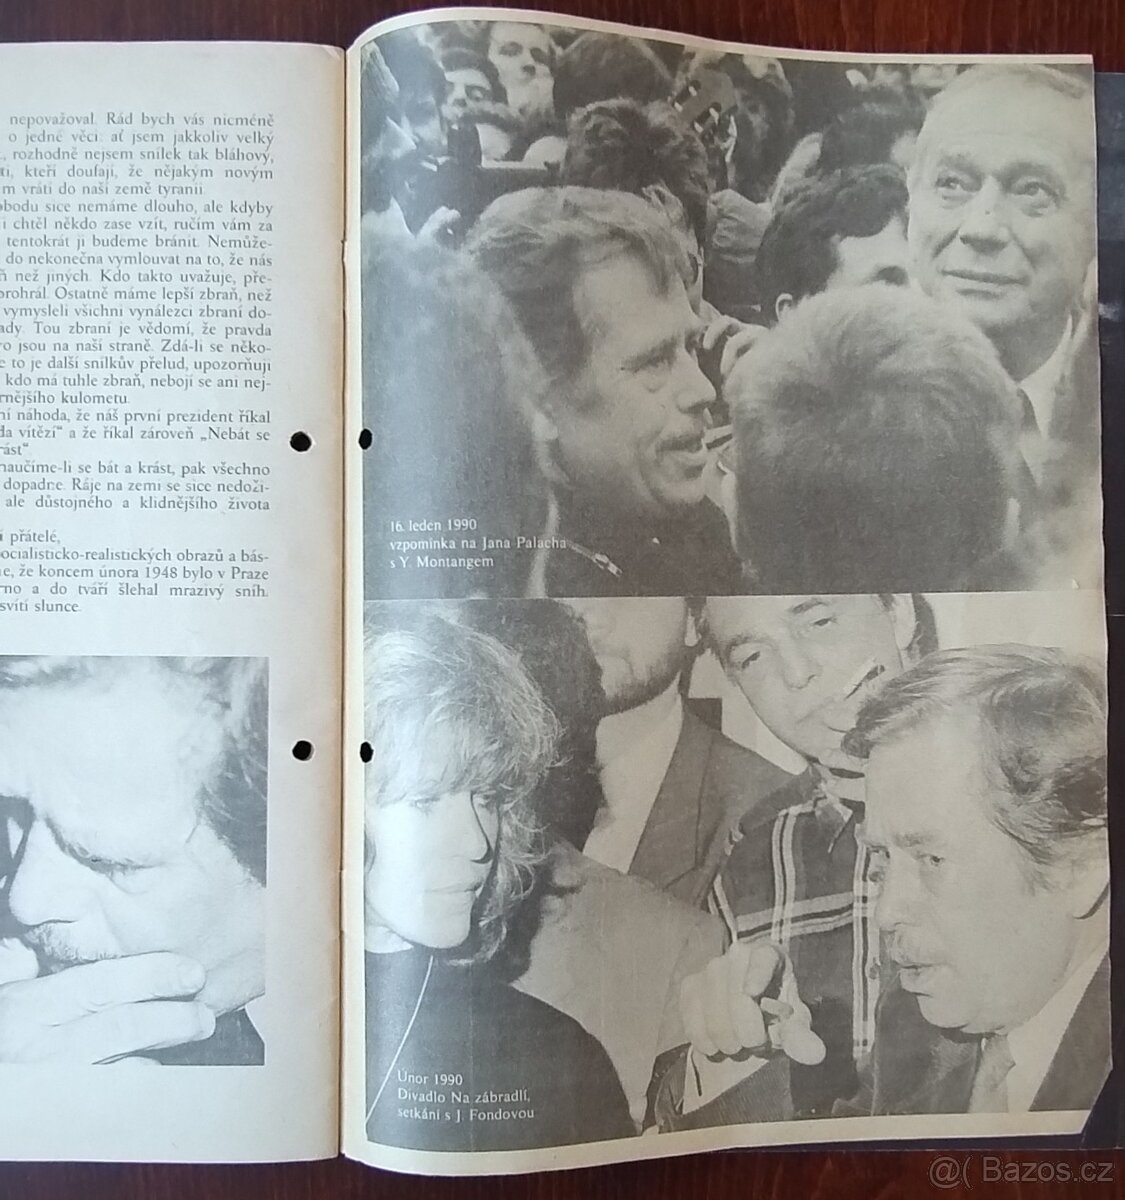 nepovažoval. Rád bych vás nicméně
o jedné věci: ať jsem jakkoliv velký
, rozhodně nejsem snílek tak bláhový,
ti, kteří doufají, že nějakým novým
m vrátí do naší země tyranii.
obodu sice nemáme dlouho, ale kdyby
i chtěl někdo zase vzít, ručím vám za
tentokrát ji budeme bránit. Nemůže-
do nekonečna vymlouvat na to, že nás
ň než jiných. Kdo takto uvažuje, pře-
prohrál. Ostatně máme lepší zbraň, než
vymysleli všichni vynálezci zbraní do-
ady. Tou zbraní je vědomí, že pravda
ro jsou na naší straně. Zdá-li se něko-
e to je další snílkův přelud, upozorňuji
kdo má tuhle zbraň, nebojí se ani nej-
rnějšího kulometu.
ní náhoda, že náš první prezident říkal
da vítězí“ a že říkal zároveň „Nebát se
rást“.
naučíme-li se bát a krást, pak všechno
dopadne. Ráje na zemi se sice nedoži-
ale důstojného a klidnějšího života
í přátelé,
ocialisticko-realistických obrazů a bás-
ne, že koncem února 1948 bylo v Praze
rno a do tváří šlehal mrazivý sníh.
svítí slunce.
16. leden 1990
vzpomínka na Jana Palacha
s Y. Montangem
Únor 1990
Divadlo Na zábradlí,
setkání s J. Fondovou
@( Bazos.cz